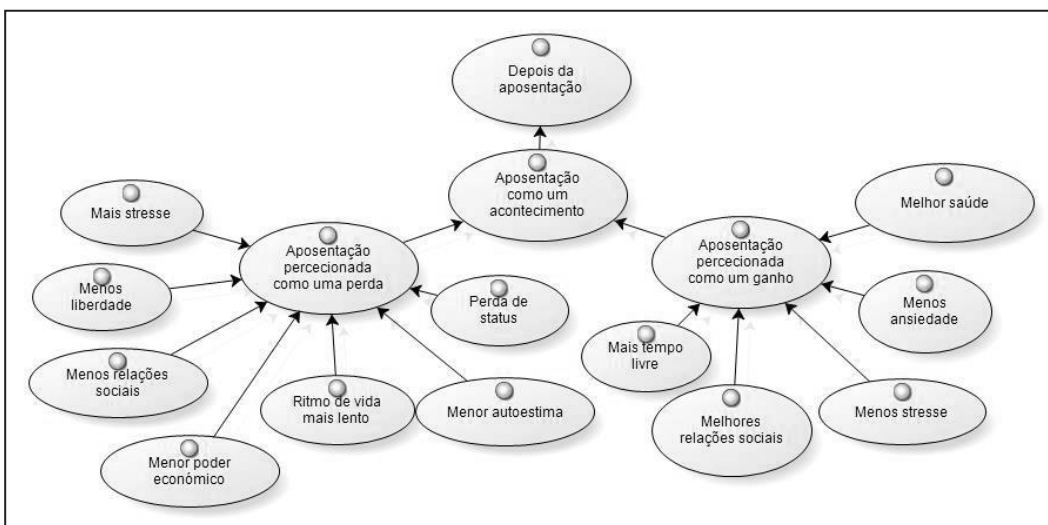 Depois da
aposentação
Aposentação
como um
acontecimento
Mais stresse
Melhor saúde
Aposentação
percecionada
como uma perda
Aposentação
percecionada
como um ganho
Menos
liberdade
Perda de
status
Menos
ansiedade
Menos relações
sociais
Mais tempo
livre
Ritmo de vida
mais lento
Menor autoestima
Melhores
relações sociais
Menos stresse
Menor poder
económico